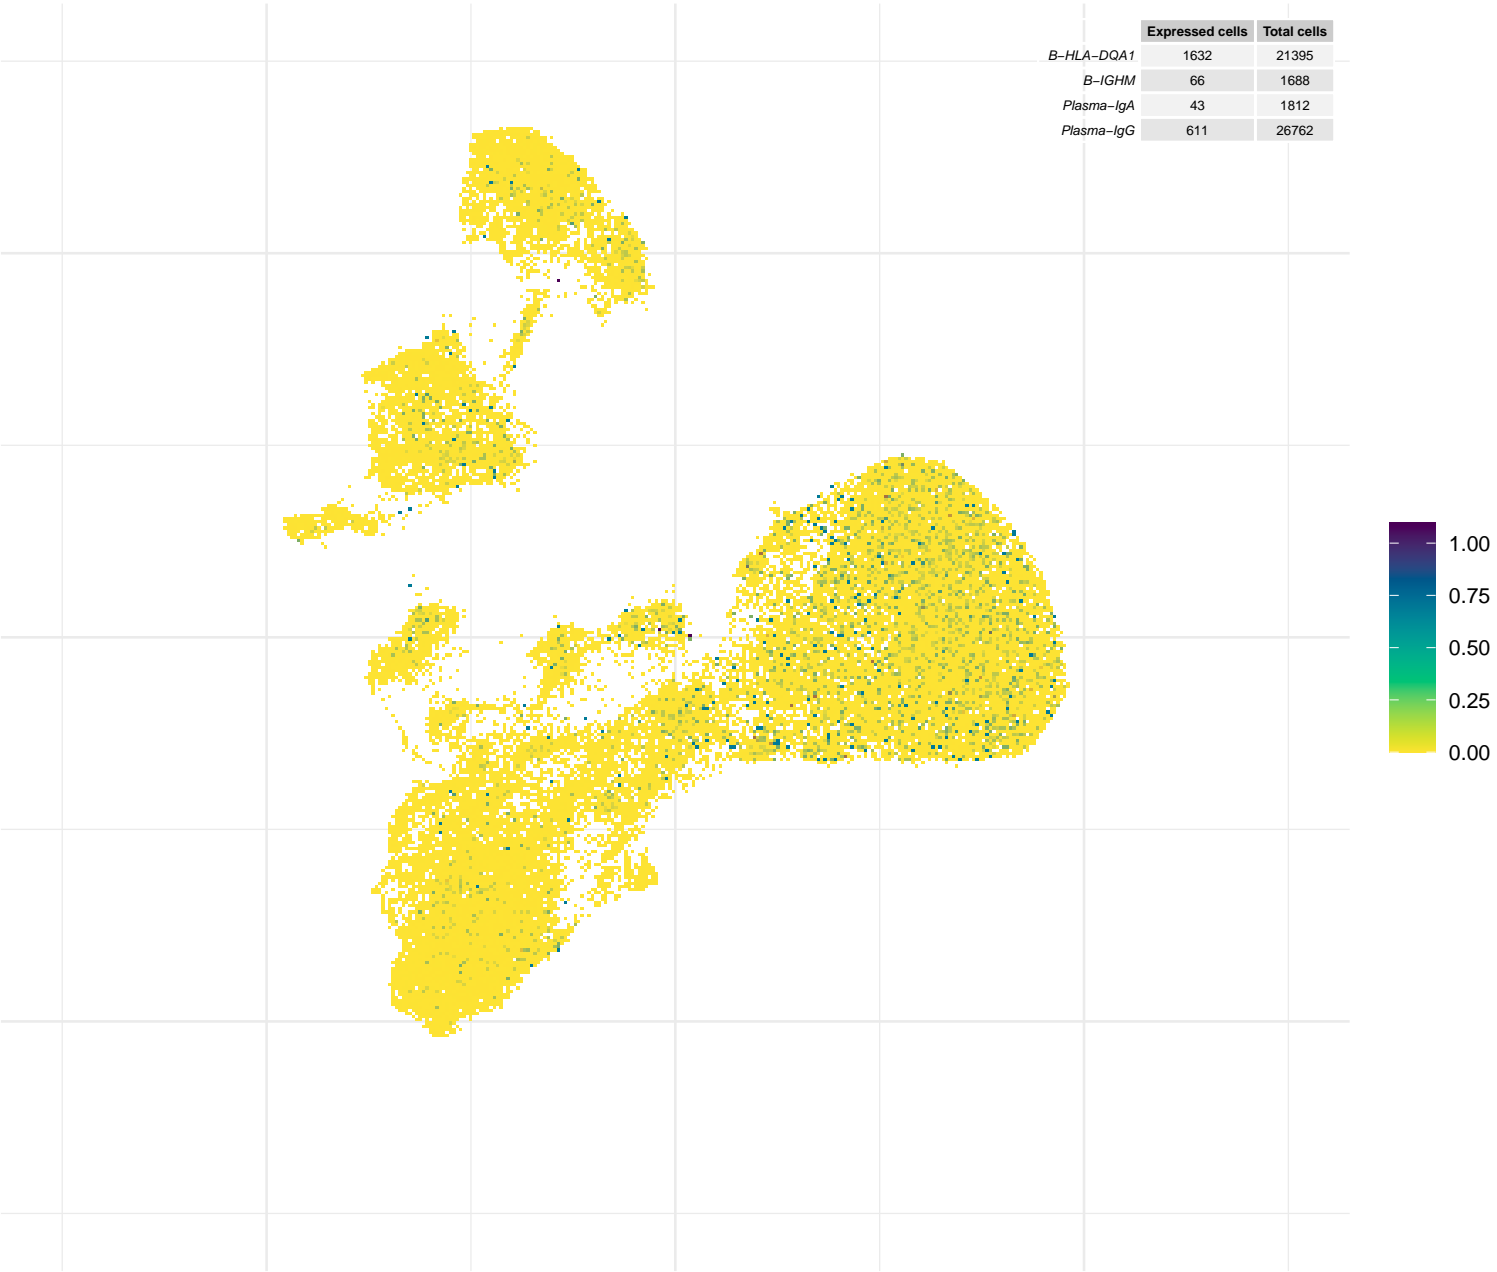 Expressed cells Total cells
B−HLA−DQA1 1632 21395
B−IGHM 66 1688
Plasma−IgA 43 1812
Plasma−IgG 611 26762
1.00
0.75
0.50
0.25
0.00